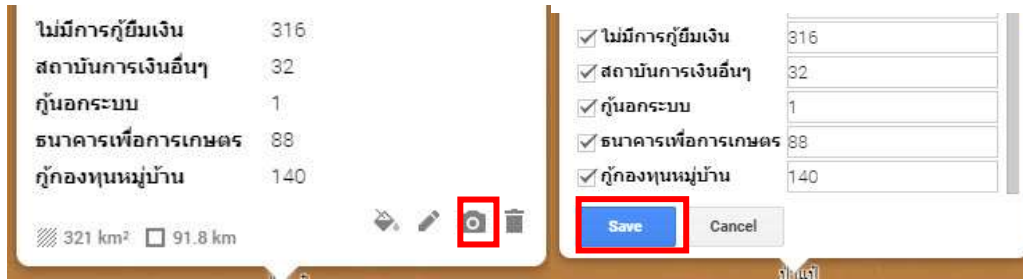 ไม่มีการกู้ยืมเงิน 316
สถาบันการเงินอื่นๆ 32
กู้นอกระบบ 1
ธนาคารเพื่อการเกษตร 88
กู้กองทุนหมู่บ้าน 140
321 km² 91.8 km
ไม่มีการกู้ยืมเงิน 316
สถาบันการเงินอื่นๆ 32
กู้นอกระบบ 1
ธนาคารเพื่อการเกษตร 88
กู้กองทุนหมู่บ้าน 140
Save Cancel